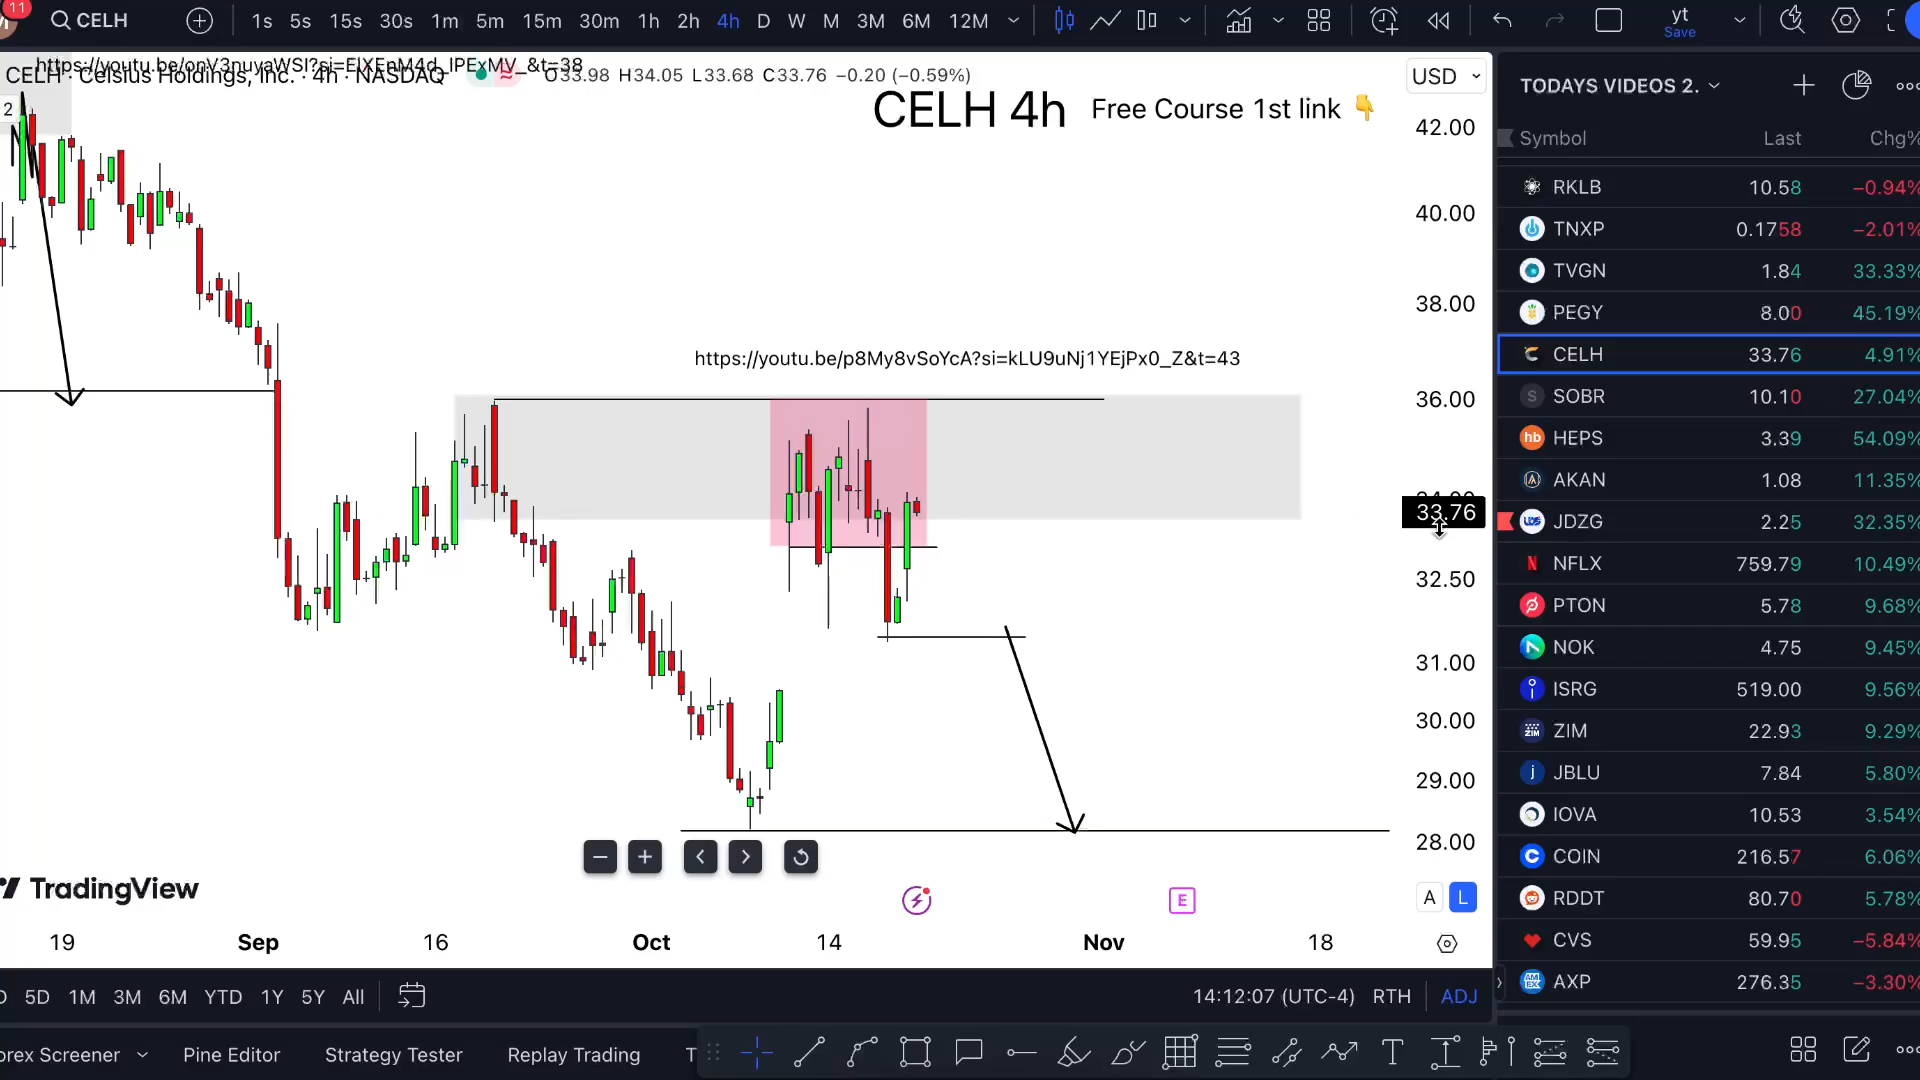 11
CELH
1s 5s 15s 30s 1m 5m 15m 30m 1h 2h 4h D W M 3M 6M 12M
yt
Save
CELH · Celsius Holdings, Inc. · 4h · NASDAQ
O33.98 H34.05 L33.68 C33.76 −0.20 (−0.59%)
2
CELH 4h
Free Course 1st link 👇
USD
42.00
40.00
38.00
36.00
33.76
32.50
31.00
30.00
29.00
28.00
https://youtu.be/p8My8vSoYcA?si=kLU9uNj1YEjPx0_Z&t=43
TradingView
E
A L
19 Sep 16 Oct 14 Nov 18
5D 1M 3M 6M YTD 1Y 5Y All
14:12:07 (UTC-4) RTH ADJ
orex Screener Pine Editor Strategy Tester Replay Trading T
TODAYS VIDEOS 2.
Symbol Last Chg%
RKLB 10.58 −0.94%
TNXP 0.1758 −2.01%
TVGN 1.84 33.33%
PEGY 8.00 45.19%
CELH 33.76 4.91%
S SOBR 10.10 27.04%
hb HEPS 3.39 54.09%
AKAN 1.08 11.35%
JDZG 2.25 32.35%
NFLX 759.79 10.49%
PTON 5.78 9.68%
NOK 4.75 9.45%
ISRG 519.00 9.56%
ZIM ZIM 22.93 9.29%
j JBLU 7.84 5.80%
IOVA 10.53 3.54%
COIN 216.57 6.06%
RDDT 80.70 5.78%
CVS 59.95 −5.84%
AXP 276.35 −3.30%